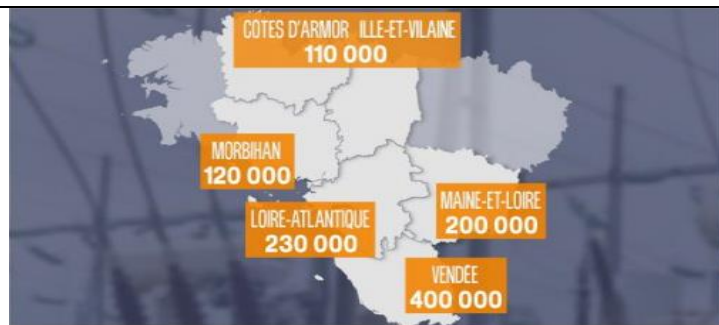 CÔTES D'ARMOR ILLE-ET-VILAINE
110 000
MORBIHAN
120 000
LOIRE-ATLANTIQUE
230 000
MAINE-ET-LOIRE
200 000
VENDÉE
400 000